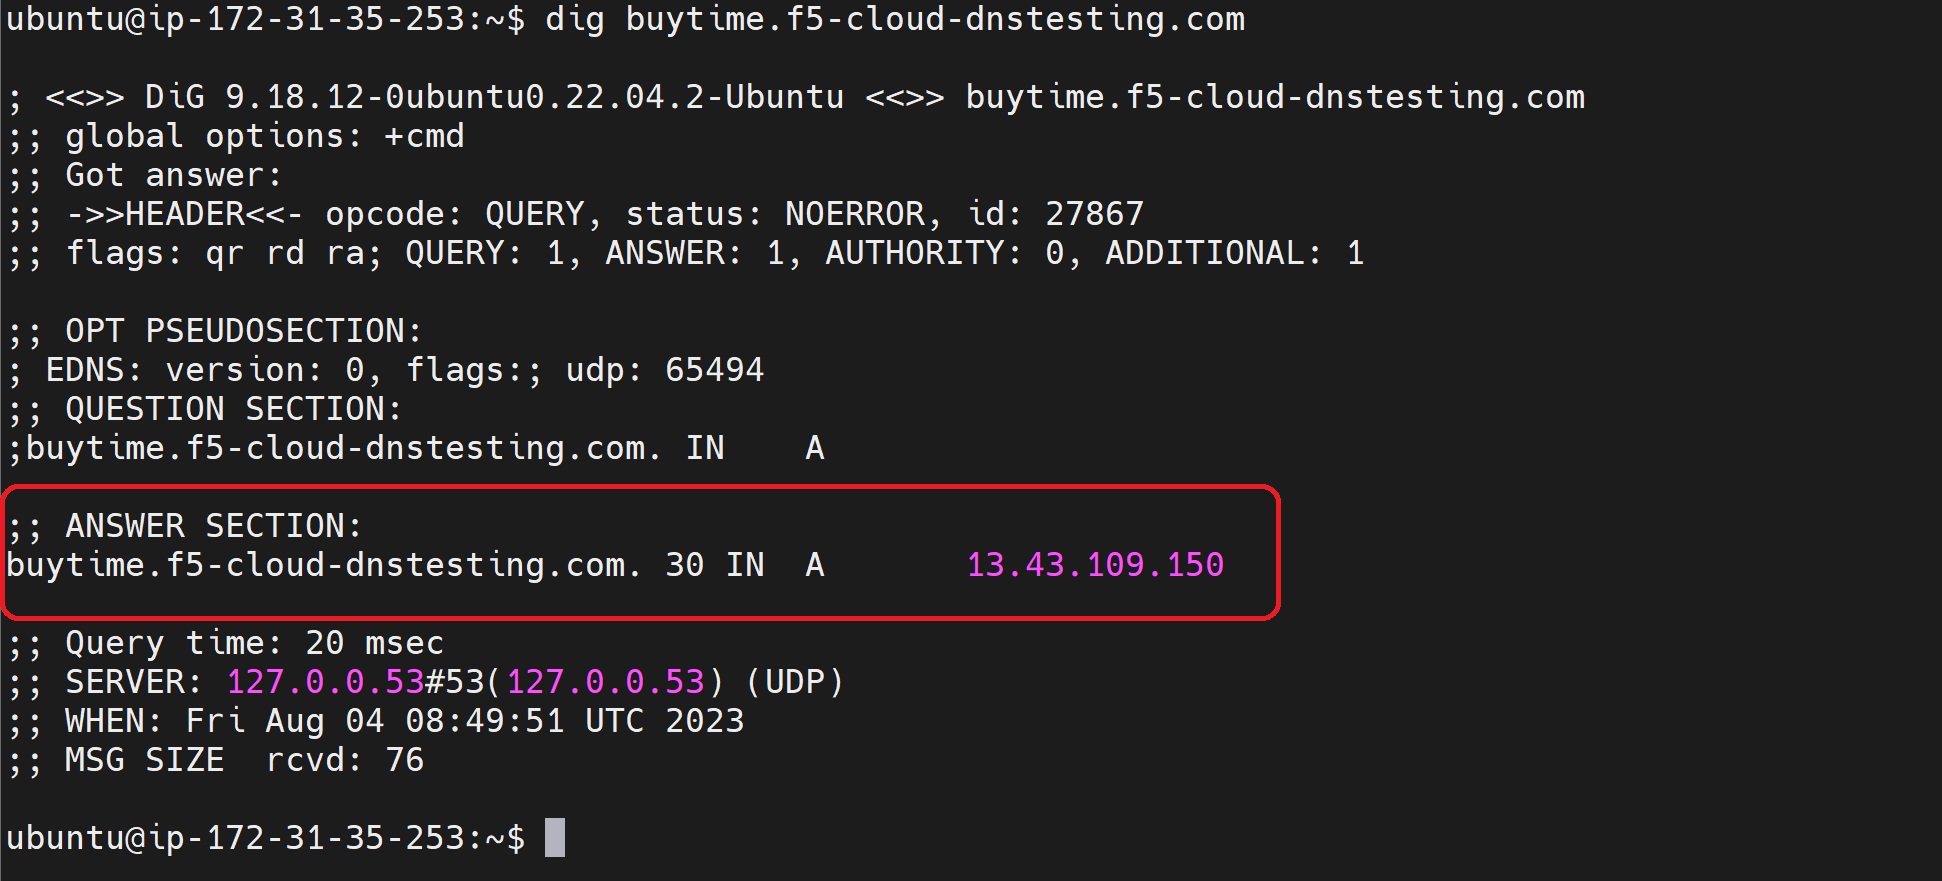 ubuntu@ip-172-31-35-253:~$ dig buytime.f5-cloud-dnstesting.com
; <<>> DiG 9.18.12-0ubuntu0.22.04.2-Ubuntu <<>> buytime.f5-cloud-dnstesting.com
;; global options: +cmd
;; Got answer:
;; ->>HEADER<<- opcode: QUERY, status: NOERROR, id: 27867
;; flags: qr rd ra; QUERY: 1, ANSWER: 1, AUTHORITY: 0, ADDITIONAL: 1
;; OPT PSEUDOSECTION:
; EDNS: version: 0, flags:; udp: 65494
;; QUESTION SECTION:
;buytime.f5-cloud-dnstesting.com. IN    A
;; ANSWER SECTION:
buytime.f5-cloud-dnstesting.com. 30 IN  A       13.43.109.150
;; Query time: 20 msec
;; SERVER: 127.0.0.53#53(127.0.0.53) (UDP)
;; WHEN: Fri Aug 04 08:49:51 UTC 2023
;; MSG SIZE  rcvd: 76
ubuntu@ip-172-31-35-253:~$